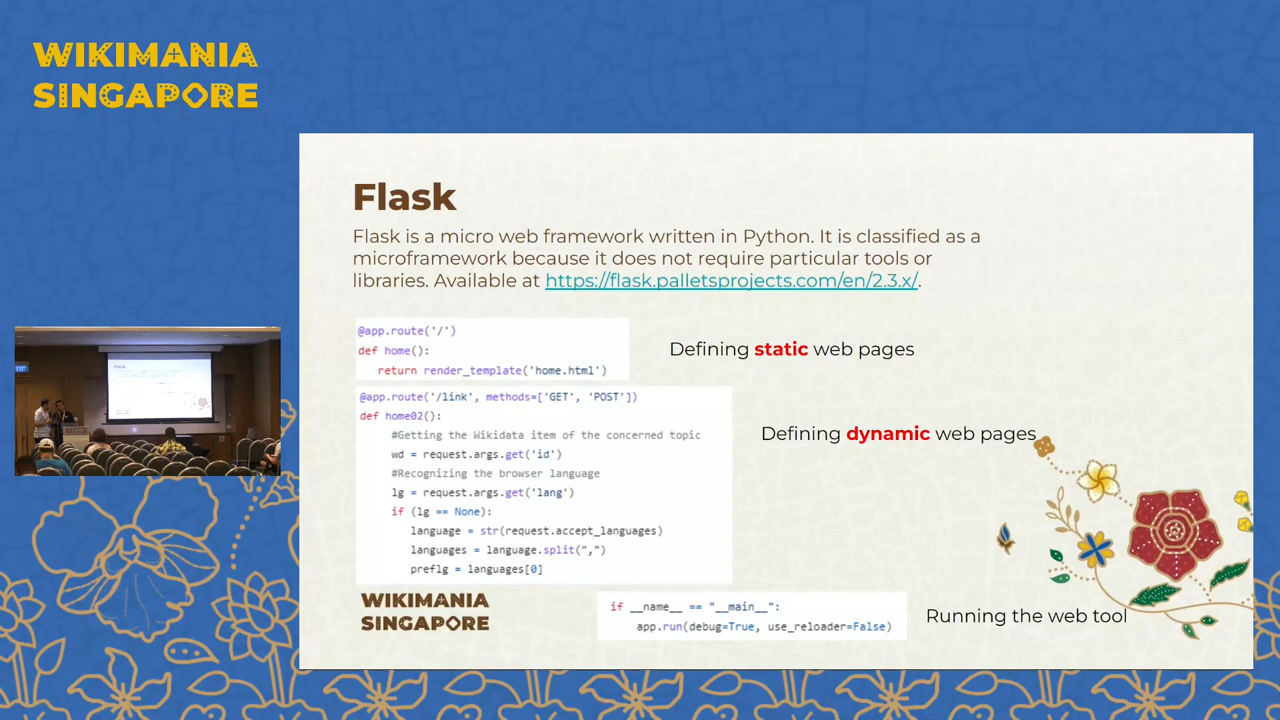 WIKIMANIA
SINGAPORE
Flask
Flask is a micro web framework written in Python. It is classified as a
microframework because it does not require particular tools or
libraries. Available at https://flask.palletsprojects.com/en/2.3.x/.
@app.route('/')
def home():
return render_template('home.html')
Defining static web pages
@app.route('/link', methods=['GET', 'POST'])
def home02():
#Getting the Wikidata item of the concerned topic
wd = request.args.get('id')
#Recognizing the browser language
lg = request.args.get('lang')
if (lg == None):
language = str(request.accept_languages)
languages = language.split(",")
preflg = languages[0]
Defining dynamic web pages
WIKIMANIA
SINGAPORE
if __name__ == "__main__":
app.run(debug=True, use_reloader=False)
Running the web tool